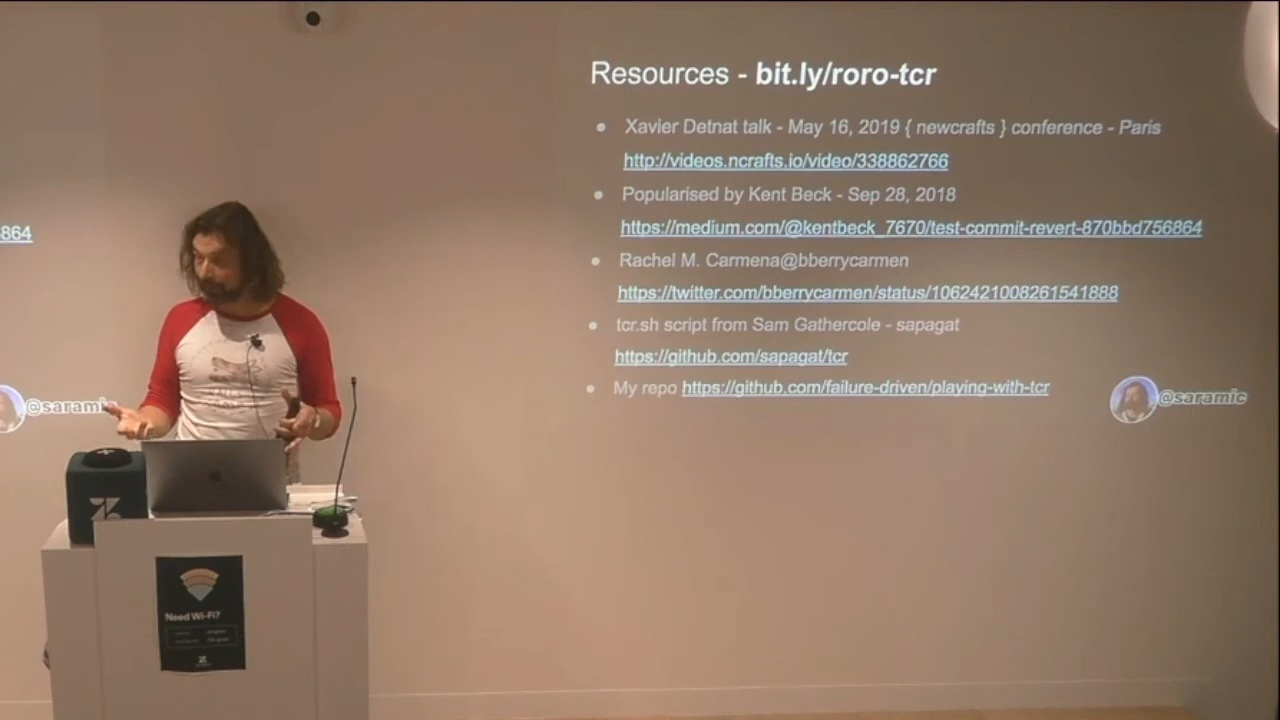 Resources - bit.ly/roro-tcr
Xavier Detnat talk - May 16, 2019 { newcrafts } conference - Paris
http://videos.ncrafts.io/video/338862766
Popularised by Kent Beck - Sep 28, 2018
https://medium.com/@kentbeck_7670/test-commit-revert-870bbd756864
Rachel M. Carmena@bberrycarmen
https://twitter.com/bberrycarmen/status/1062421008261541888
tcr.sh script from Sam Gathercole - sapagat
https://github.com/sapagat/tcr
My repo https://github.com/failure-driven/playing-with-tcr
@saramic
864
@sarami
Need Wi-Fi?